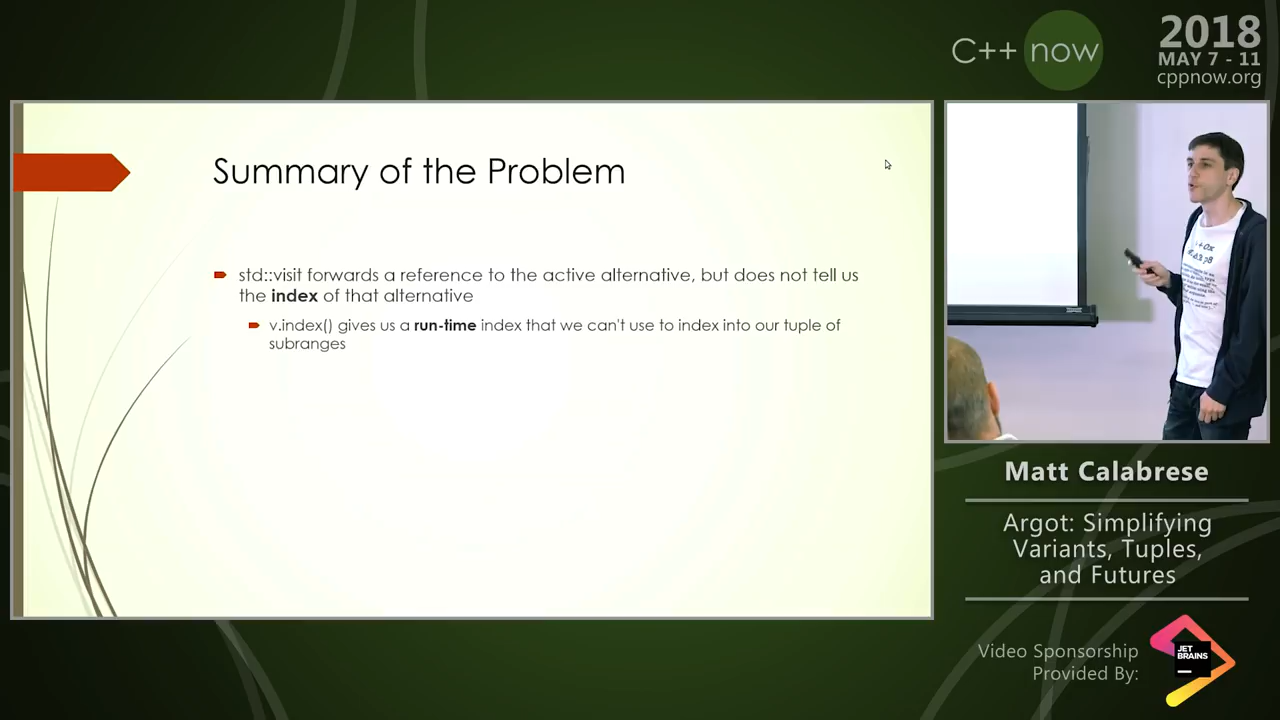 C++ now
2018
MAY 7 - 11
cppnow.org
Summary of the Problem
std::visit forwards a reference to the active alternative, but does not tell us
the index of that alternative
v.index() gives us a run-time index that we can't use to index into our tuple of
subranges
Matt Calabrese
Argot: Simplifying
Variants, Tuples,
and Futures
Video Sponsorship
Provided By:
JET
BRAINS